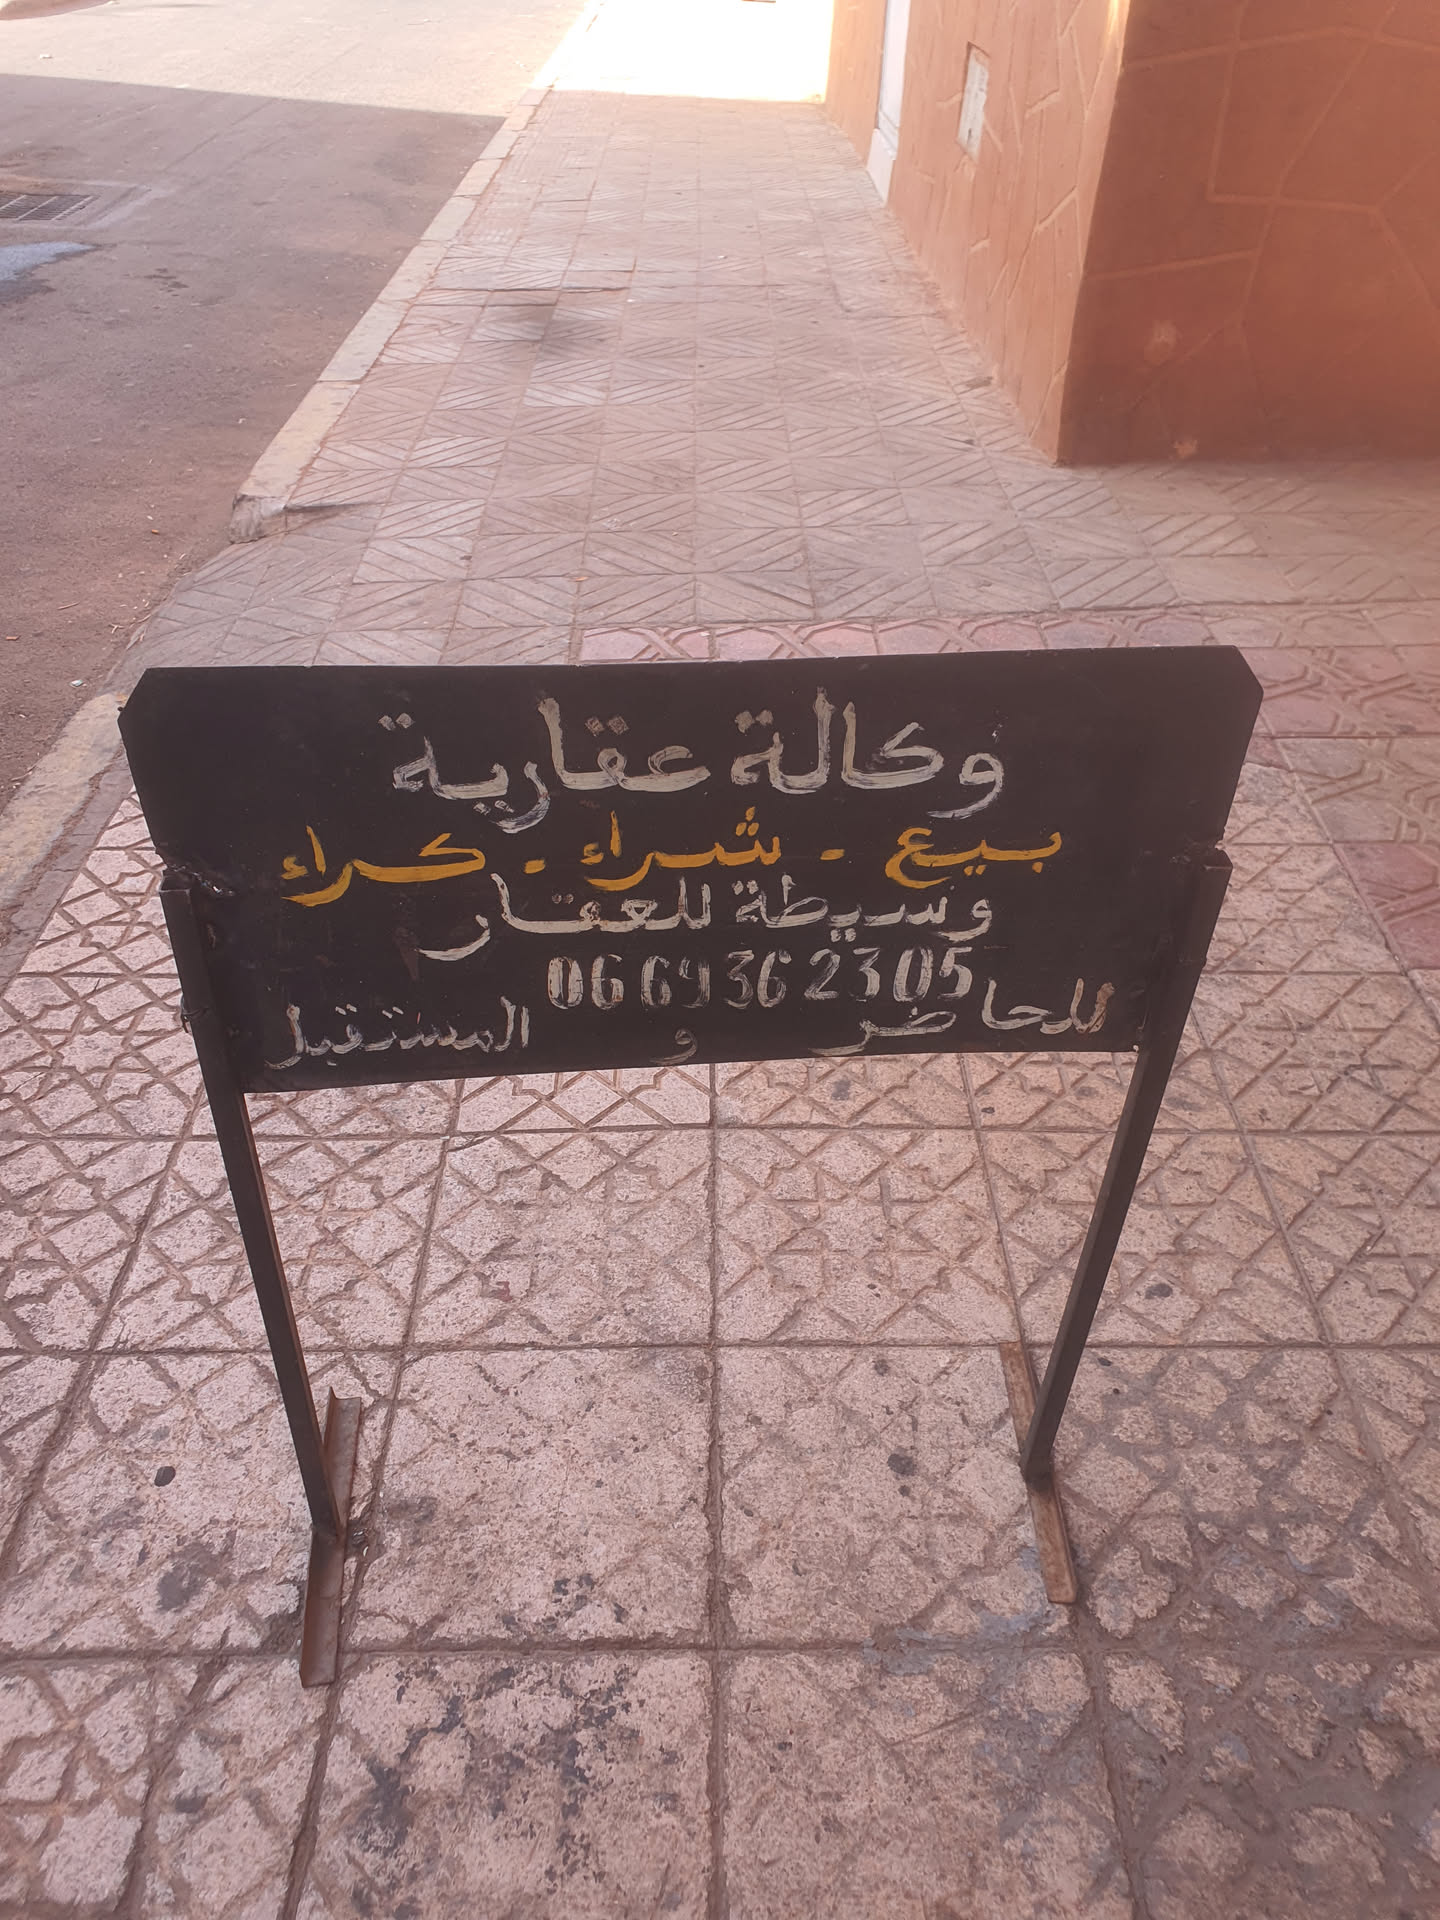 وكالة عقارية
بيع - شراء - كراء
وسيطة للعقار
0669362305
للحاضر و المستقبل